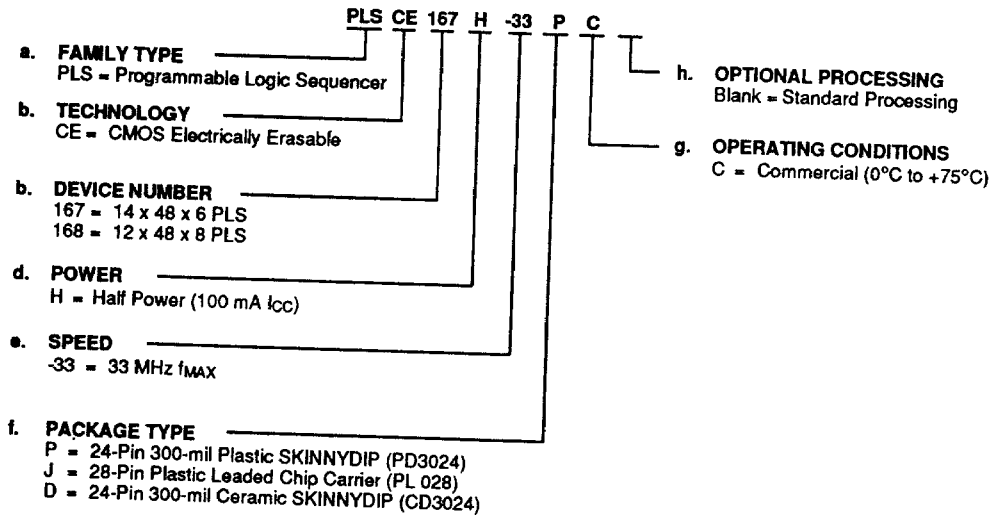 PLS CE 167 H -33 P C
a. FAMILY TYPE
PLS = Programmable Logic Sequencer
b. TECHNOLOGY
CE = CMOS Electrically Erasable
b. DEVICE NUMBER
167 = 14 x 48 x 6 PLS
168 = 12 x 48 x 8 PLS
d. POWER
H = Half Power (100 mA ICC)
e. SPEED
-33 = 33 MHz fMAX
f. PACKAGE TYPE
P = 24-Pin 300-mil Plastic SKINNYDIP (PD3024)
J = 28-Pin Plastic Leaded Chip Carrier (PL 028)
D = 24-Pin 300-mil Ceramic SKINNYDIP (CD3024)
h. OPTIONAL PROCESSING
Blank = Standard Processing
g. OPERATING CONDITIONS
C = Commercial (0°C to +75°C)